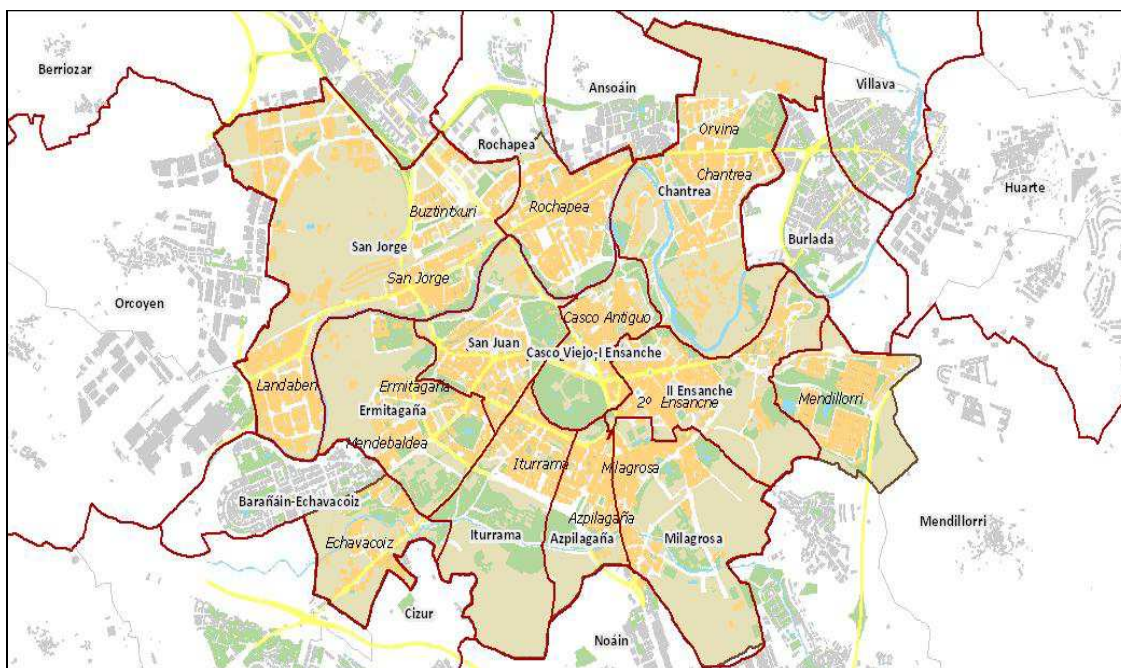 Berriozar
Ansoáin
Villava
Orvina
Rochapea
Chantrea
Chantrea
Huarte
Buztintxuri
Rochapea
Burlada
San Jorge
San Jorge
Orcoyen
Casco Antiguo
San Juan
Casco Viejo-I Ensanche
Landaben
Ermitagaña
II Ensanche
Mendillorri
Ermitagaña
2º Ensanche
Mendebaldea
Iturrama
Milagrosa
Barañáin-Echavacoiz
Azpilagaña
Mendillorri
Echavacoiz
Iturrama
Azpilagaña
Milagrosa
Cizur
Noáin